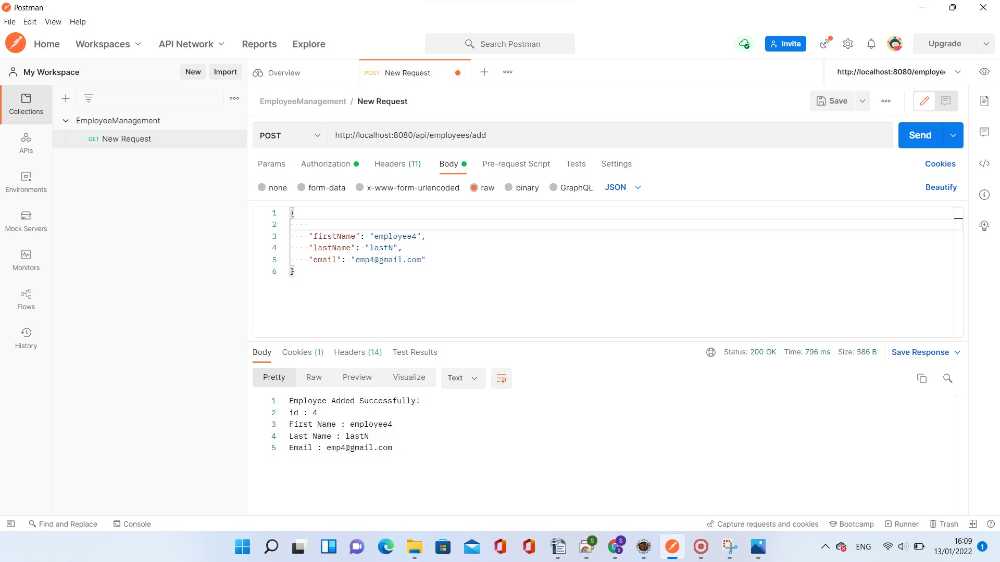 Postman
File Edit View Help
Home Workspaces API Network Reports Explore Search Postman Invite Upgrade
My Workspace New Import Overview POST New Request http://localhost:8080/employee
Collections
APIs
Environments
Mock Servers
Monitors
Flows
History
EmployeeManagement
GET New Request
EmployeeManagement / New Request Save
POST http://localhost:8080/api/employees/add Send
Params Authorization Headers (11) Body Pre-request Script Tests Settings Cookies
none form-data x-www-form-urlencoded raw binary GraphQL JSON Beautify
1 {
2
3 "firstName": "employee4",
4 "lastName": "lastN",
5 "email": "emp4@gmail.com"
6 }
Body Cookies (1) Headers (14) Test Results Status: 200 OK Time: 796 ms Size: 586 B Save Response
Pretty Raw Preview Visualize Text
1 Employee Added Successfully!
2 id : 4
3 First Name : employee4
4 Last Name : lastN
5 Email : emp4@gmail.com
Find and Replace Console Capture requests and cookies Bootcamp Runner Trash
S S S
ENG 16:09
13/01/2022 1